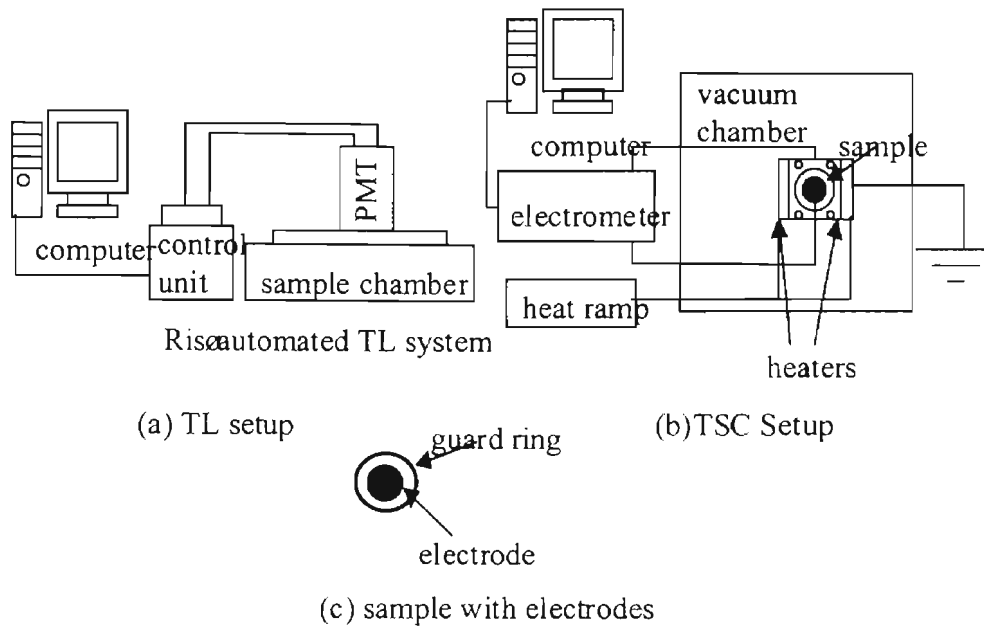 computer
control
unit
PMT
sample chamber
Risøautomated TL system
(a) TL setup
vacuum
chamber
sample
computer
electrometer
heat ramp
heaters
(b)TSC Setup
guard ring
electrode
(c) sample with electrodes